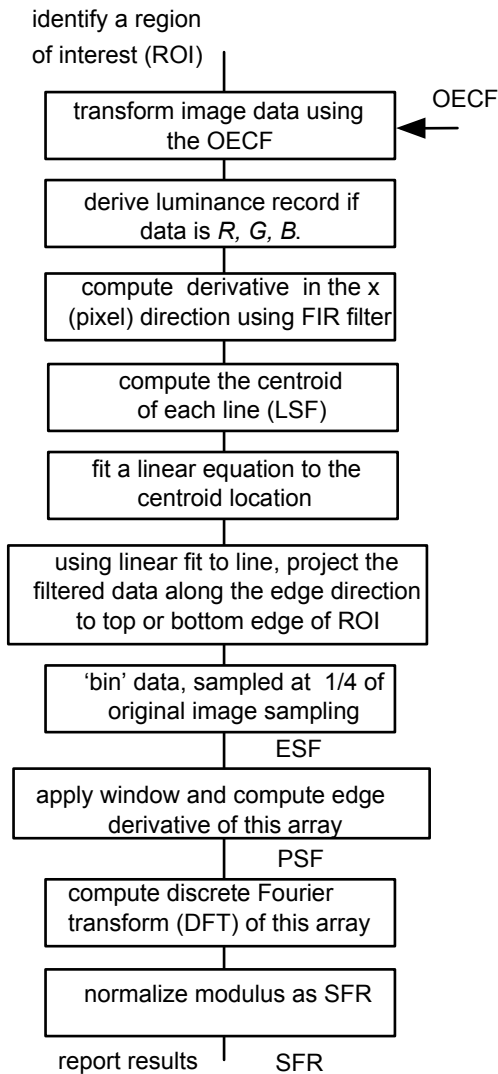 identify a region
of interest (ROI)
OECF
transform image data using
the OECF
derive luminance record if
data is R, G, B.
compute derivative in the x
(pixel) direction using FIR filter
compute the centroid
of each line (LSF)
fit a linear equation to the
centroid location
using linear fit to line, project the
filtered data along the edge direction
to top or bottom edge of ROI
‘bin’ data, sampled at 1/4 of
original image sampling
ESF
apply window and compute edge
derivative of this array
PSF
compute discrete Fourier
transform (DFT) of this array
normalize modulus as SFR
report results
SFR